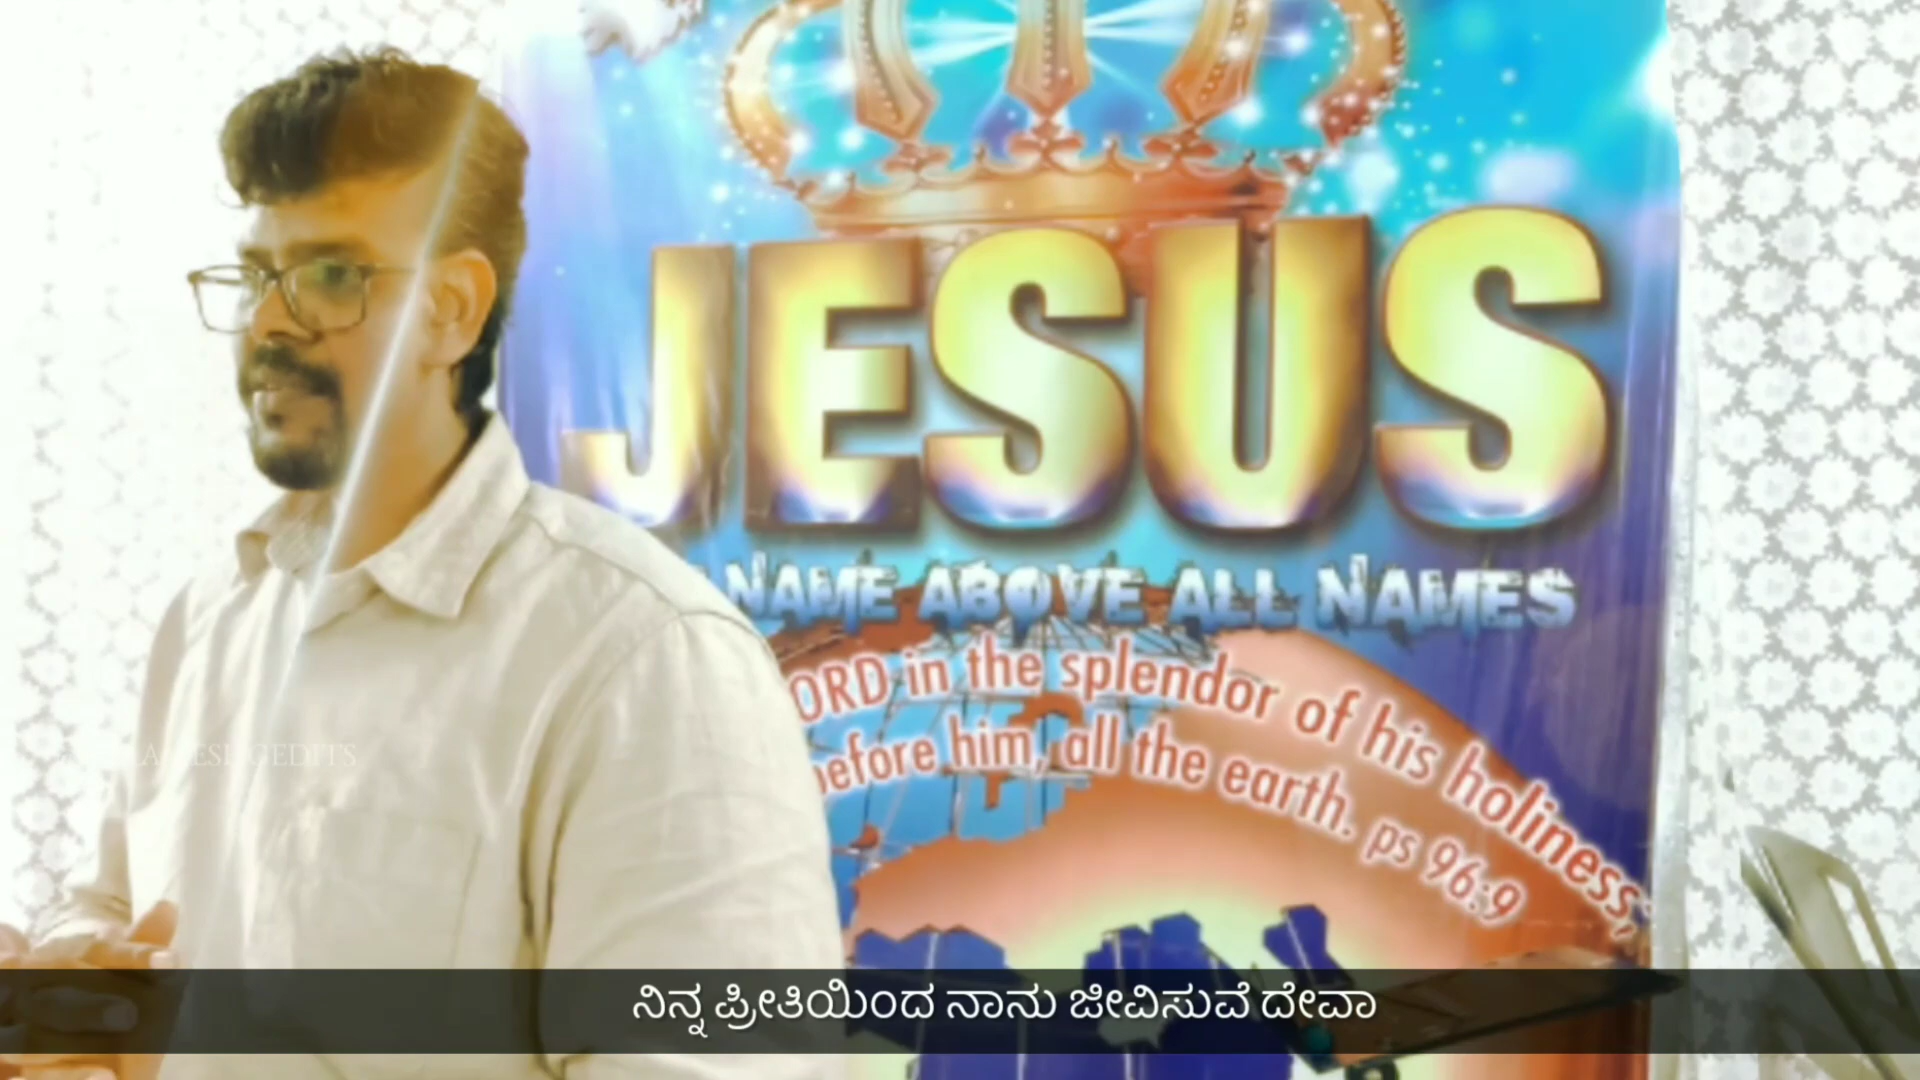 JESUS
NAME ABOVE ALL NAMES
in the splendor of his holiness;
before him, all the earth. ps 96:9
ನಿನ್ನ ಪ್ರೀತಿಯಿಂದ ನಾನು ಜೀವಿಸುವೆ ದೇವಾ